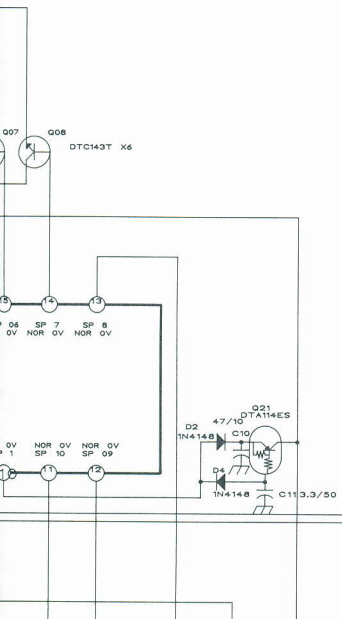 Q07 Q08
DTC143T X6
15 14 13
06 SP 7 SP 8
0V NOR 0V NOR 0V
Q21
DTA114ES
47/10
D2 C10
1N4148
0V NOR 0V NOR 0V
P 1 SP 10 SP 09
11 12
D4
1N4148 C11 3.3/50